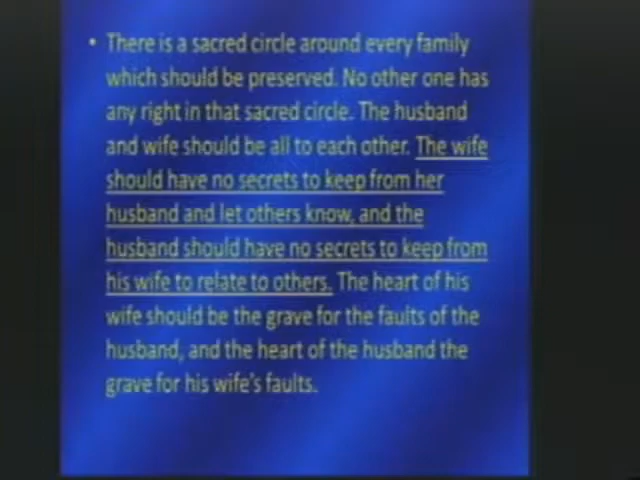 • There is a sacred circle around every family
which should be preserved. No other one has
any right in that sacred circle. The husband
and wife should be all to each other. The wife
should have no secrets to keep from her
husband and let others know, and the
husband should have no secrets to keep from
his wife to relate to others. The heart of his
wife should be the grave for the faults of the
husband, and the heart of the husband the
grave for his wife's faults.